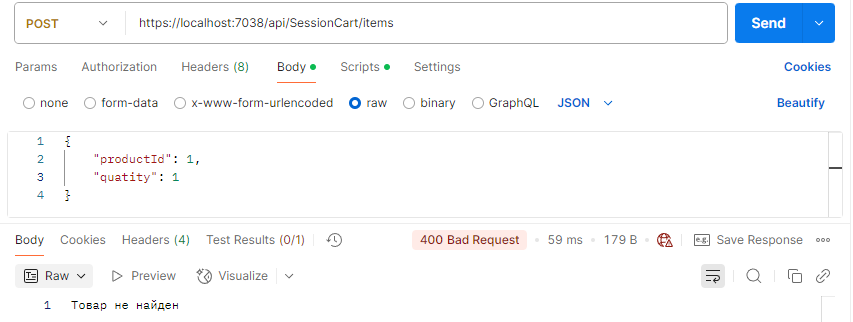 POST https://localhost:7038/api/SessionCart/items Send
Params Authorization Headers (8) Body Scripts Settings Cookies
none form-data x-www-form-urlencoded raw binary GraphQL JSON Beautify
1 {
2 "productId": 1,
3 "quatity": 1
4 }
Body Cookies Headers (4) Test Results (0/1) 400 Bad Request • 59 ms • 179 B e.g. Save Response
Raw Preview Visualize
1 Товар не найден